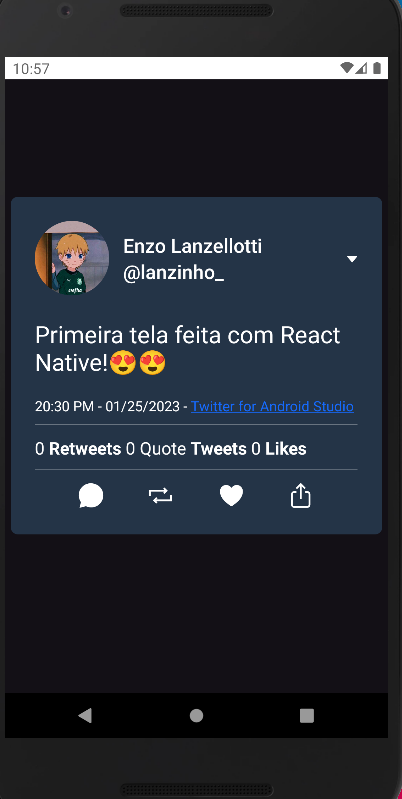 10:57
Enzo Lanzellotti
@lanzinho_
Primeira tela feita com React
Native!😍😍
20:30 PM - 01/25/2023 - Twitter for Android Studio
0 Retweets 0 Quote Tweets 0 Likes